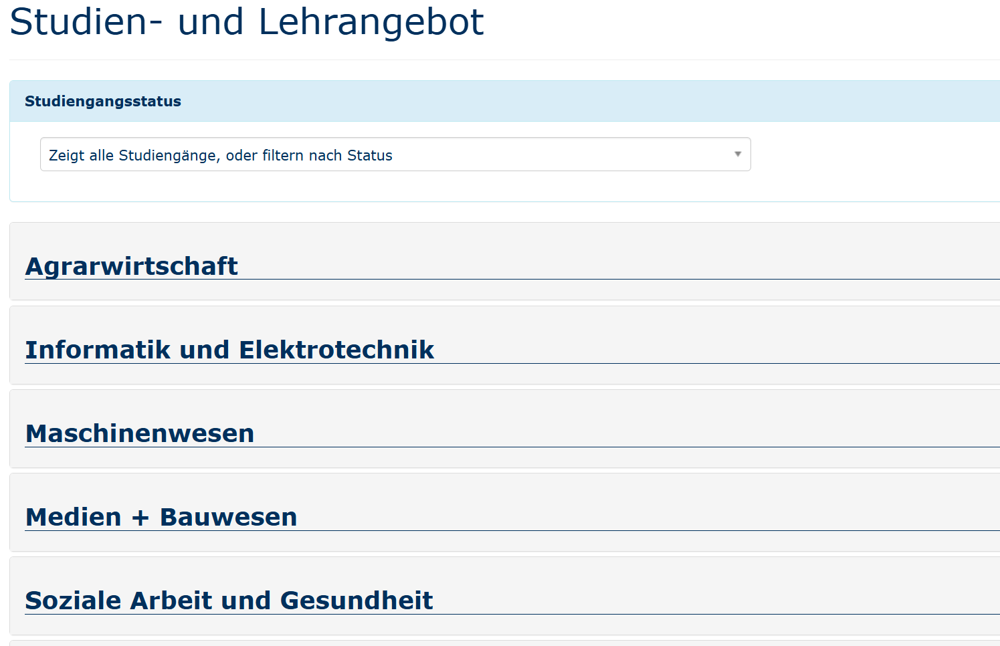 Studien- und Lehrangebot
Studiengangsstatus
Zeigt alle Studiengänge, oder filtern nach Status
Agrarwirtschaft
Informatik und Elektrotechnik
Maschinenwesen
Medien + Bauwesen
Soziale Arbeit und Gesundheit